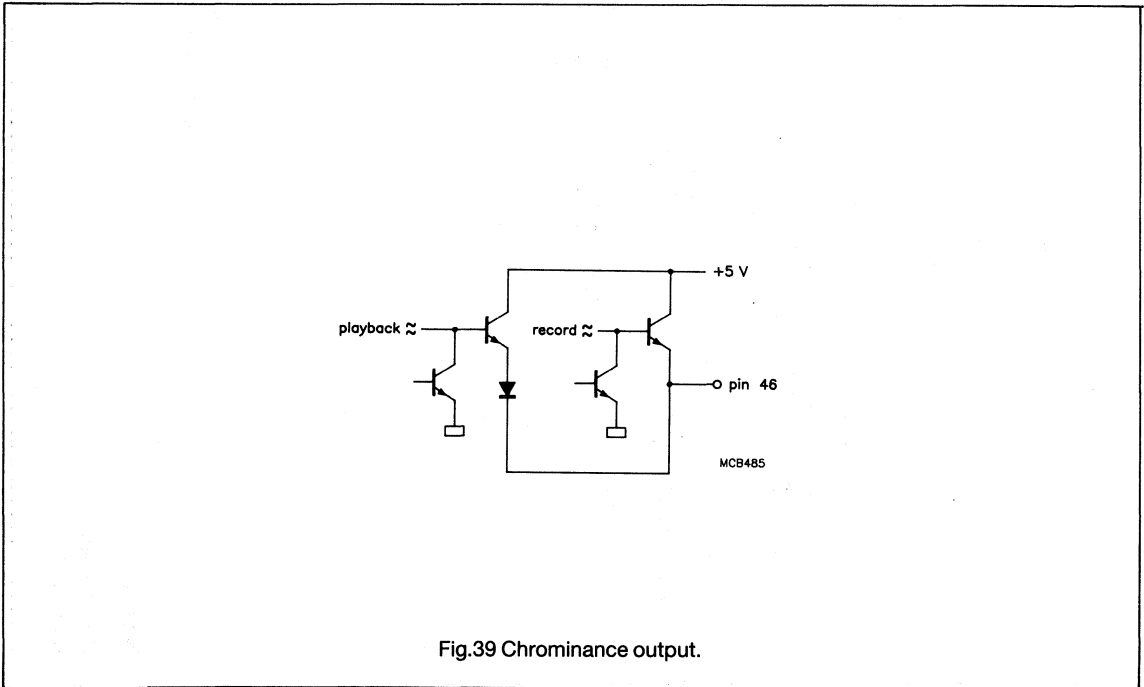 +5 V
playback ≈
record ≈
pin 46
MCB485
Fig.39 Chrominance output.